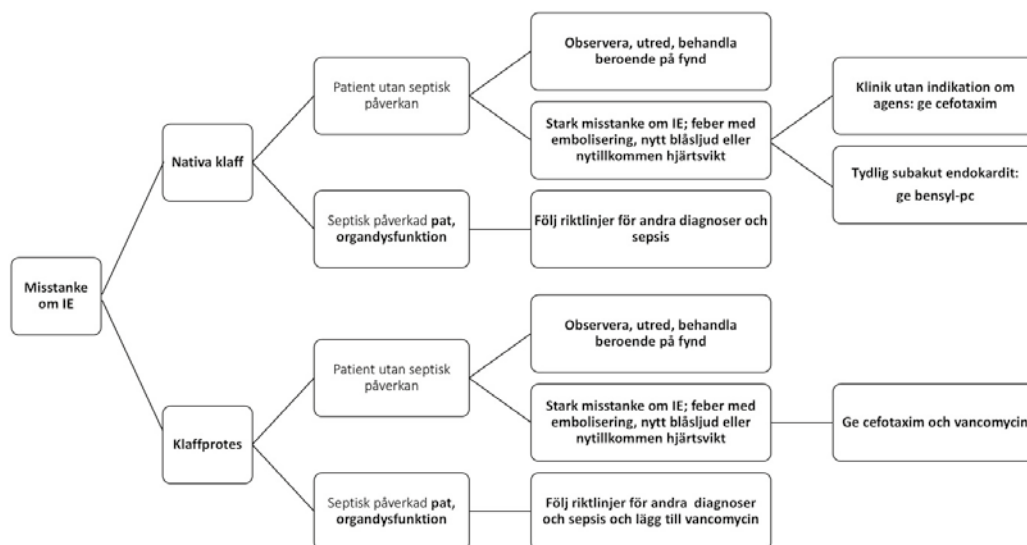 Misstanke
om IE
Nativa klaff
Patient utan septisk
påverkan
Observera, utred, behandla
beroende på fynd
Stark misstanke om IE; feber med
embolisering, nytt blåsljud eller
nytillkommen hjärtsvikt
Klinik utan indikation om
agens: ge cefotaxim
Tydlig subakut endokardit:
ge bensyl-pc
Septisk påverkad pat,
organdysfunktion
Följ riktlinjer för andra diagnoser och
sepsis
Klaffprotes
Patient utan septisk
påverkan
Observera, utred, behandla
beroende på fynd
Stark misstanke om IE; feber med
embolisering, nytt blåsljud eller
nytillkommen hjärtsvikt
Ge cefotaxim och vancomycin
Septisk påverkad pat,
organdysfunktion
Följ riktlinjer för andra diagnoser
och sepsis och lägg till vancomycin